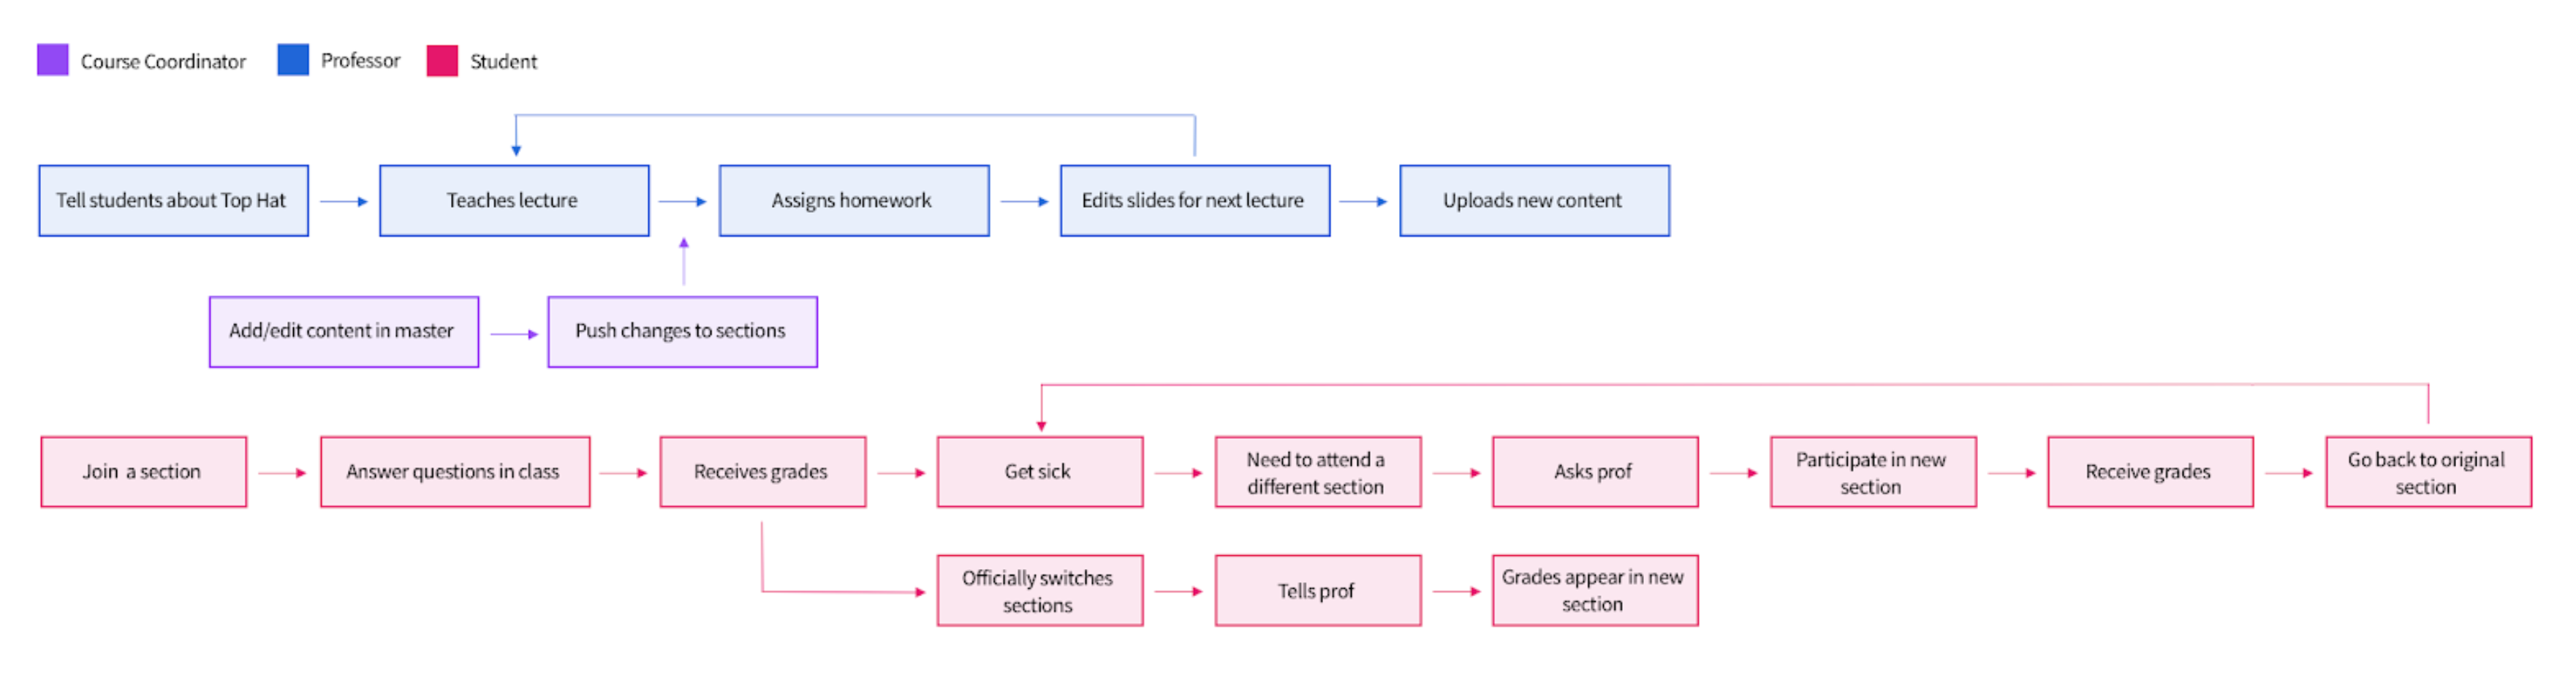 Course Coordinator
Professor
Student
Tell students about Top Hat
Teaches lecture
Assigns homework
Edits slides for next lecture
Uploads new content
Add/edit content in master
Push changes to sections
Join a section
Answer questions in class
Receives grades
Get sick
Need to attend a
different section
Asks prof
Participate in new
section
Receive grades
Go back to original
section
Officially switches
sections
Tells prof
Grades appear in new
section